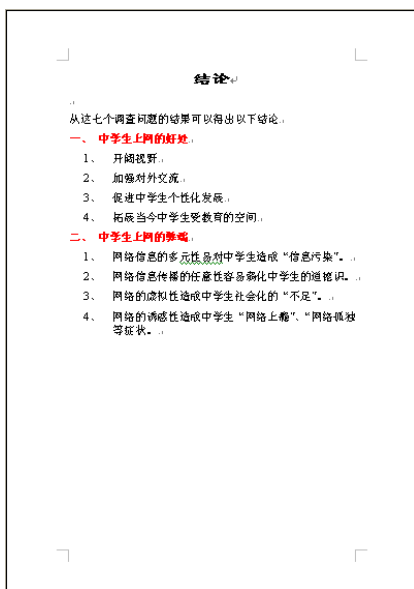 结论
从这七个调查问题的结果可以得出以下结论
一、 中学生上网的好处
1、 开阔视野
2、 加强对外交流
3、 促进中学生个性化发展
4、 拓展当今中学生受教育的空间
二、 中学生上网的弊端
1、 网络信息的多元性易对中学生造成“信息污染”。
2、 网络信息传播的任意性容易弱化中学生的道德识。
3、 网络的虚拟性造成中学生社会化的“不足”。
4、 网络的诱惑性造成中学生“网络上瘾”、“网络孤独
等症状。